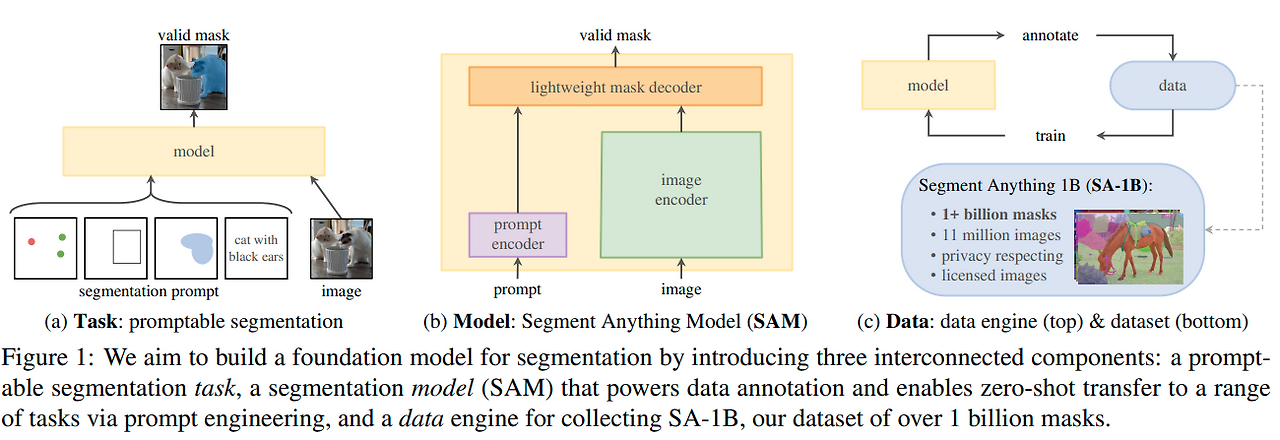 valid mask
model
cat with
black ears
segmentation prompt
image
(a) Task: promptable segmentation
valid mask
lightweight mask decoder
image
encoder
prompt
encoder
prompt
image
(b) Model: Segment Anything Model (SAM)
annotate
model
data
train
Segment Anything 1B (SA-1B):
• 1+ billion masks
• 11 million images
• privacy respecting
• licensed images
(c) Data: data engine (top) & dataset (bottom)
Figure 1: We aim to build a foundation model for segmentation by introducing three interconnected components: a prompt-
able segmentation task, a segmentation model (SAM) that powers data annotation and enables zero-shot transfer to a range
of tasks via prompt engineering, and a data engine for collecting SA-1B, our dataset of over 1 billion masks.